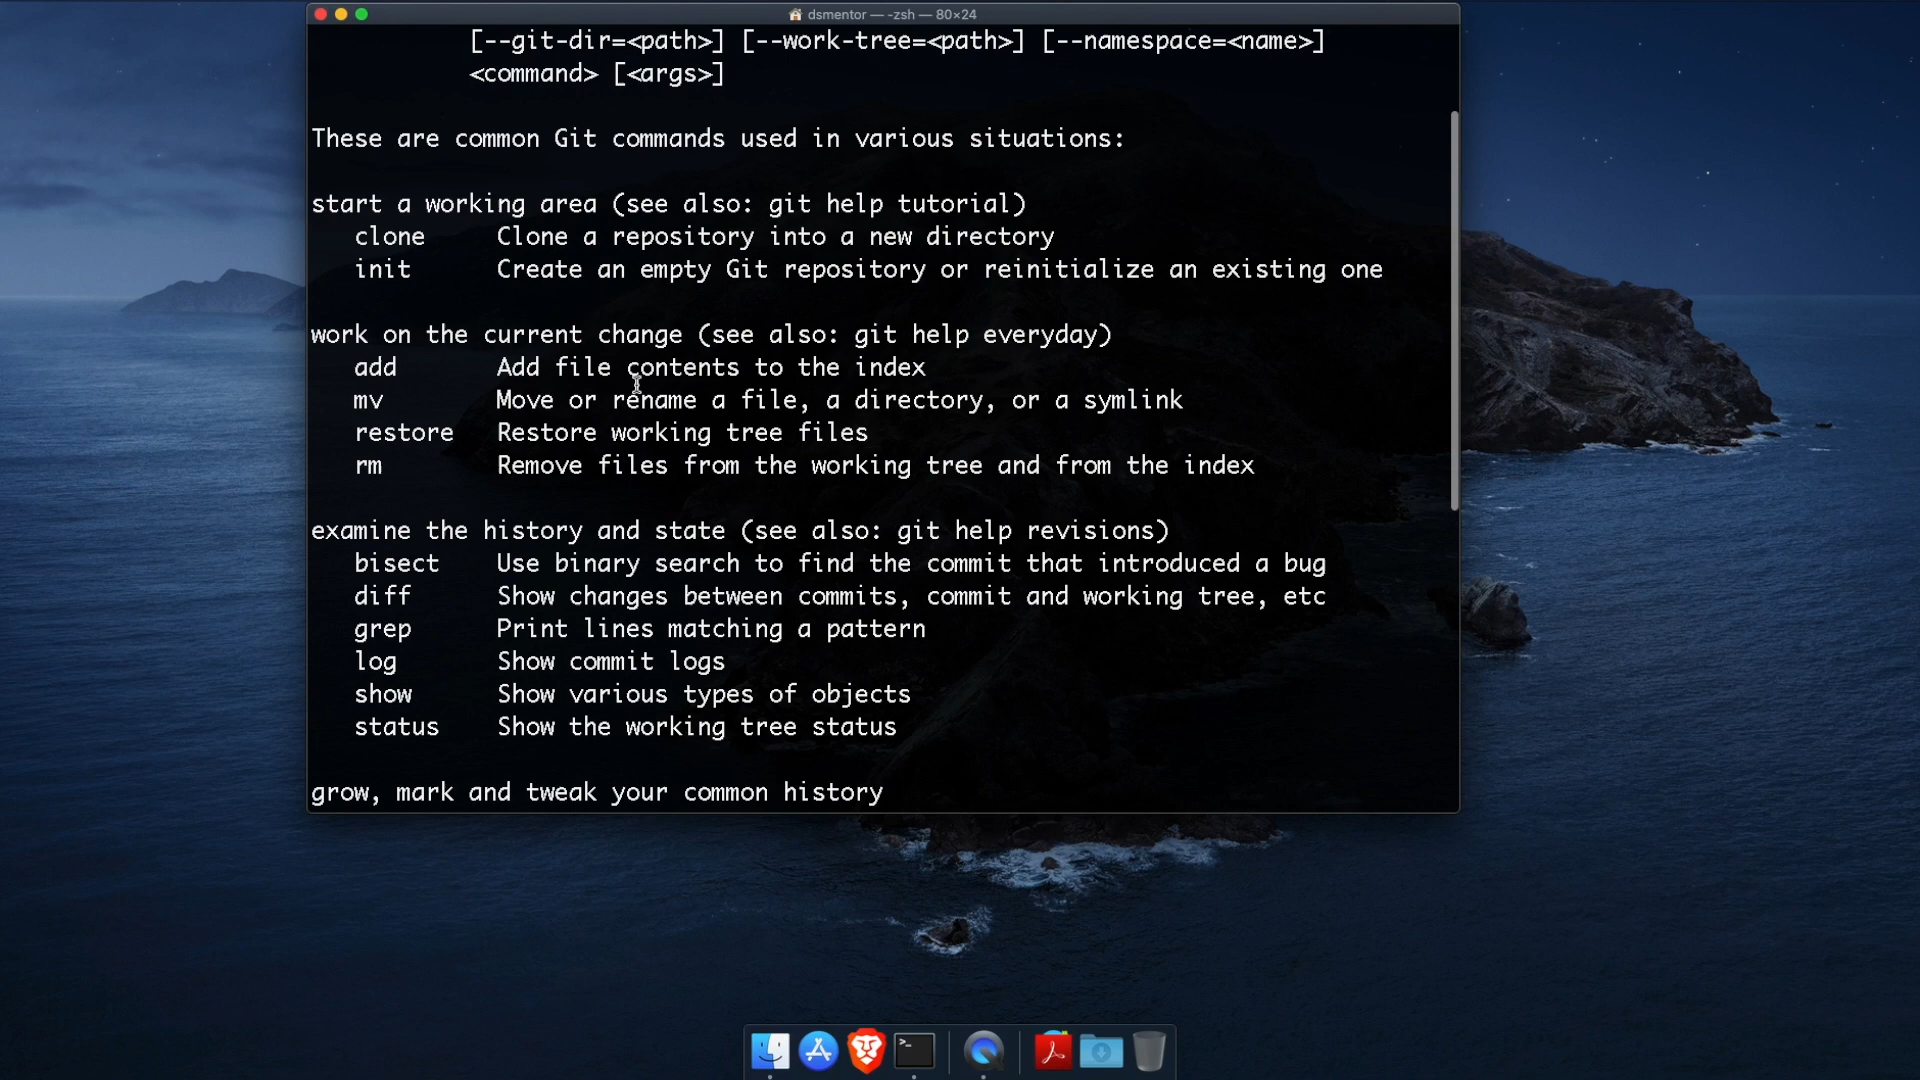 dsmentor — -zsh — 80×24
[--git-dir=<path>] [--work-tree=<path>] [--namespace=<name>]
<command> [<args>]
These are common Git commands used in various situations:
start a working area (see also: git help tutorial)
clone Clone a repository into a new directory
init Create an empty Git repository or reinitialize an existing one
work on the current change (see also: git help everyday)
add Add file contents to the index
mv Move or rename a file, a directory, or a symlink
restore Restore working tree files
rm Remove files from the working tree and from the index
examine the history and state (see also: git help revisions)
bisect Use binary search to find the commit that introduced a bug
diff Show changes between commits, commit and working tree, etc
grep Print lines matching a pattern
log Show commit logs
show Show various types of objects
status Show the working tree status
grow, mark and tweak your common history